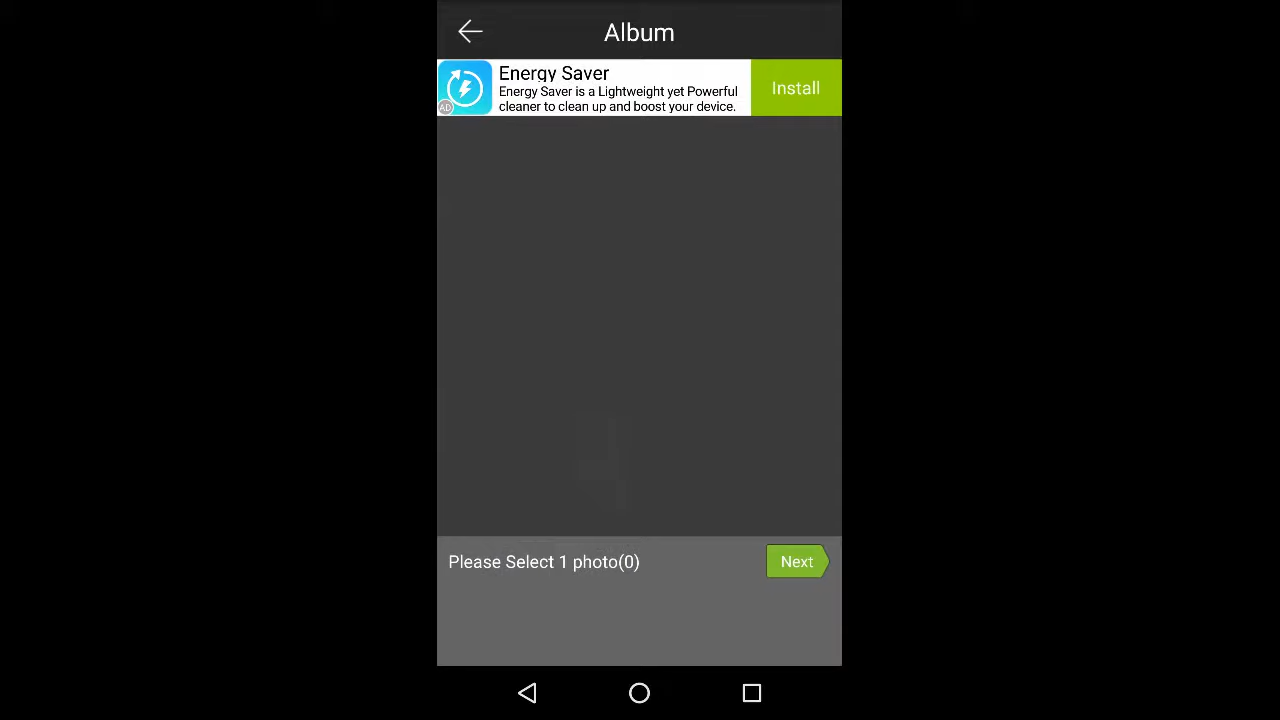 Album
Energy Saver
Energy Saver is a Lightweight yet Powerful
cleaner to clean up and boost your device.
AD
Install
Please Select 1 photo(0)
Next